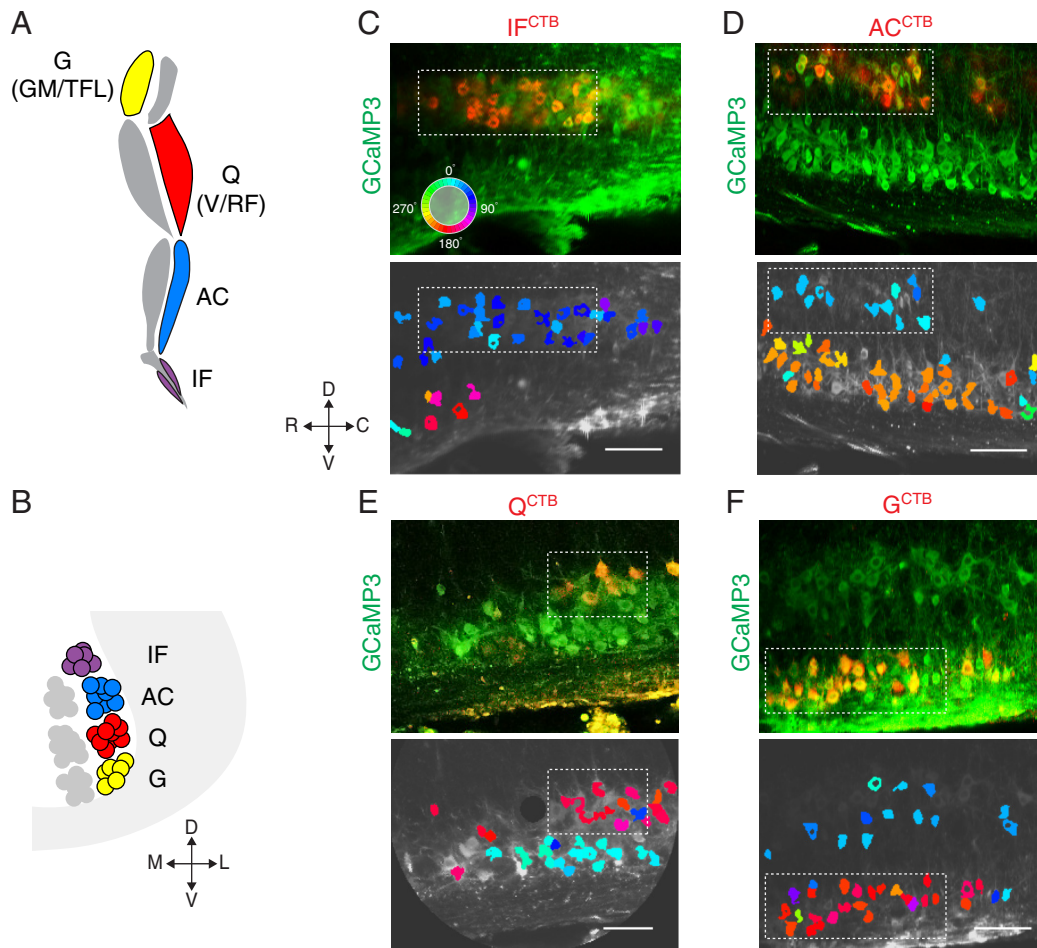 A
G
(GM/TFL)
Q
(V/RF)
AC
IF
D
R
C
V
B
IF
AC
Q
G
D
M
L
V
C
IF^CTB
GCaMP3
0°
270°
90°
180°
D
AC^CTB
GCaMP3
E
Q^CTB
GCaMP3
F
G^CTB
GCaMP3